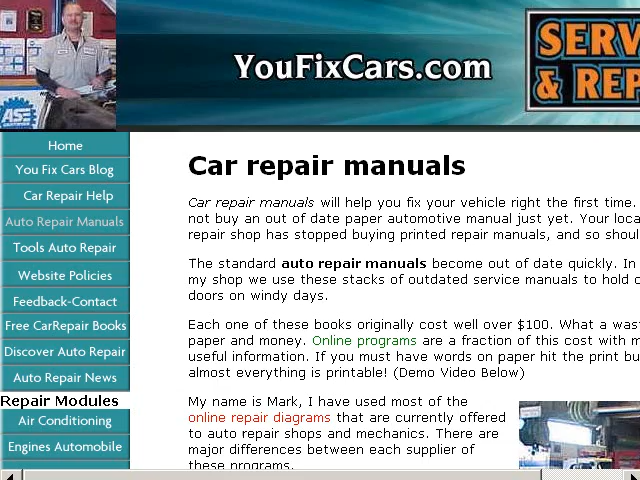 YouFixCars.com
ASE
Home
You Fix Cars Blog
Car Repair Help
Auto Repair Manuals
Tools Auto Repair
Website Policies
Feedback-Contact
Free CarRepair Books
Discover Auto Repair
Auto Repair News
Repair Modules
Air Conditioning
Engines Automobile
Car repair manuals
Car repair manuals will help you fix your vehicle right the first time.
not buy an out of date paper automotive manual just yet. Your
repair shop has stopped buying printed repair manuals, and so
The standard auto repair manuals become out of date quickly. In
my shop we use these stacks of outdated service manuals to hold
doors on windy days.
Each one of these books originally cost well over $100. What a
paper and money. Online programs are a fraction of this cost with
useful information. If you must have words on paper hit the print
almost everything is printable! (Demo Video Below)
My name is Mark, I have used most of the
online repair diagrams that are currently offered
to auto repair shops and mechanics. There are
major differences between each supplier of
these programs.